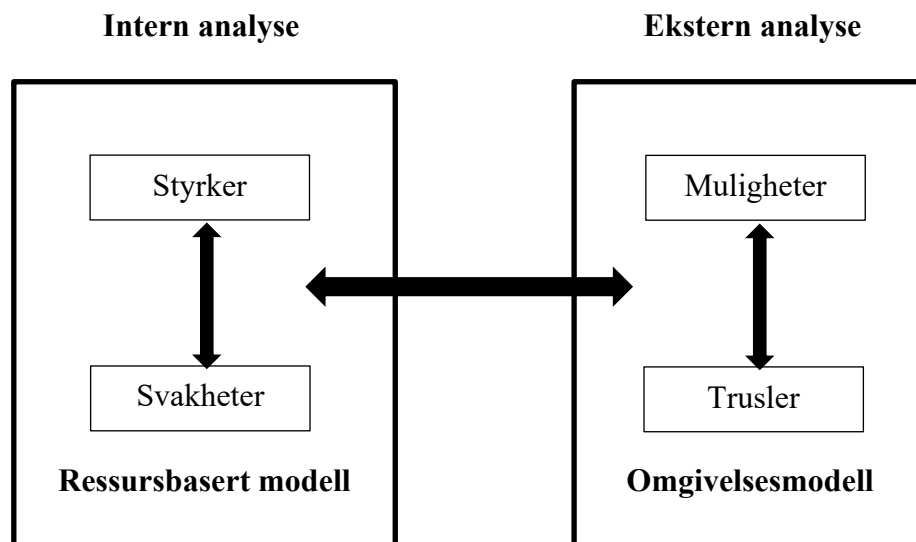 Intern analyse
Ekstern analyse
Styrker
Muligheter
Svakheter
Trusler
Ressursbasert modell
Omgivelsesmodell